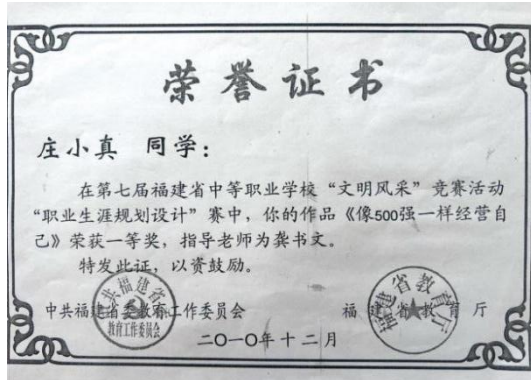 荣誉证书
庄小真 同学:
在第七届福建省中等职业学校“文明风采”竞赛活动
“职业生涯规划设计”赛中,你的作品《像500强一样经营自
己》荣获一等奖,指导老师为龚书文。
特发此证,以资鼓励。
中共福建省委教育工作委员会 福建省教育厅
二〇一〇年十二月